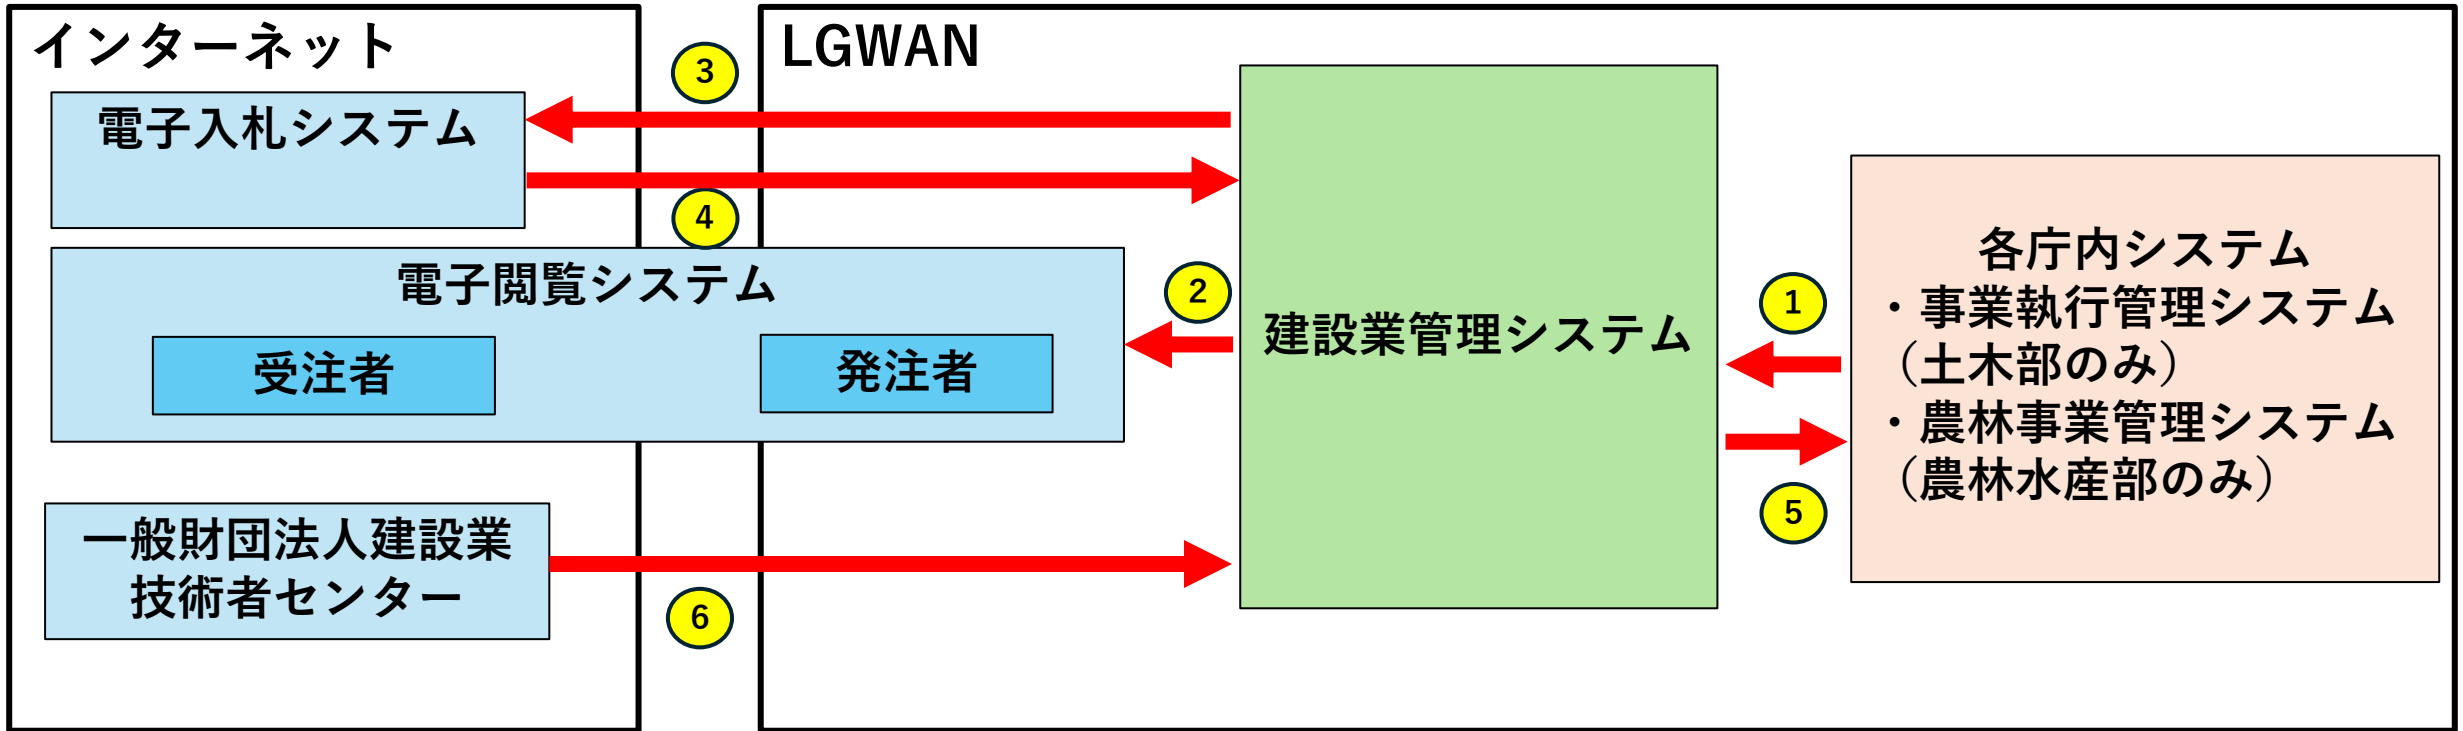 インターネット
電子入札システム
電子閲覧システム
受注者
発注者
一般財団法人建設業
技術者センター
3
4
LGWAN
2
建設業管理システム
1
各庁内システム
・事業執行管理システム
（土木部のみ）
・農林事業管理システム
（農林水産部のみ）
5
6